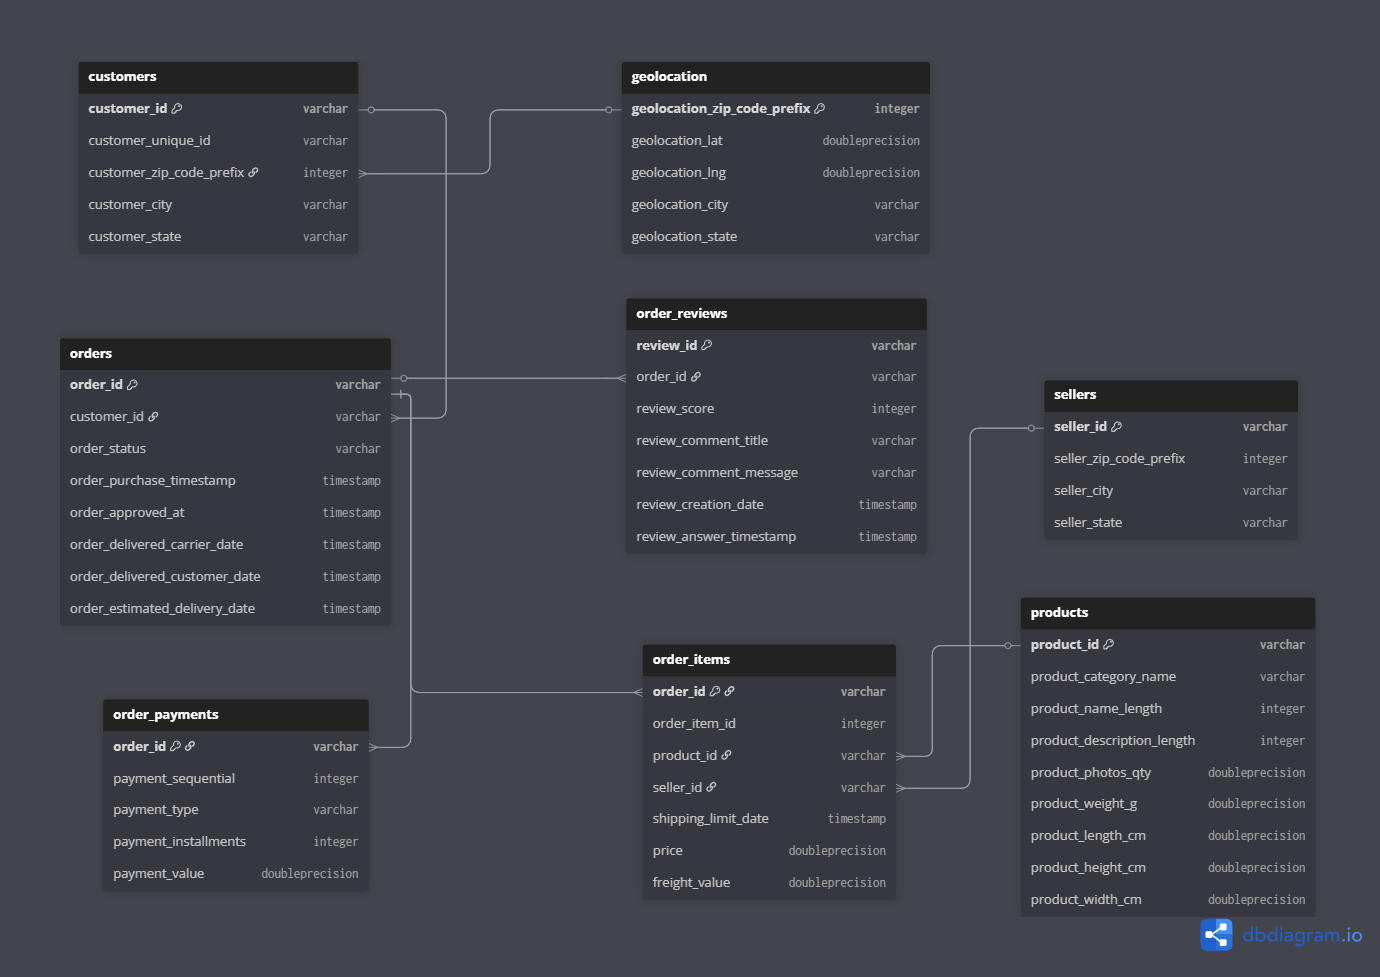 customers
customer_id varchar
customer_unique_id varchar
customer_zip_code_prefix integer
customer_city varchar
customer_state varchar
geolocation
geolocation_zip_code_prefix integer
geolocation_lat doubleprecision
geolocation_lng doubleprecision
geolocation_city varchar
geolocation_state varchar
orders
order_id varchar
customer_id varchar
order_status varchar
order_purchase_timestamp timestamp
order_approved_at timestamp
order_delivered_carrier_date timestamp
order_delivered_customer_date timestamp
order_estimated_delivery_date timestamp
order_reviews
review_id varchar
order_id varchar
review_score integer
review_comment_title varchar
review_comment_message varchar
review_creation_date timestamp
review_answer_timestamp timestamp
sellers
seller_id varchar
seller_zip_code_prefix integer
seller_city varchar
seller_state varchar
order_payments
order_id varchar
payment_sequential integer
payment_type varchar
payment_installments integer
payment_value doubleprecision
order_items
order_id varchar
order_item_id integer
product_id varchar
seller_id varchar
shipping_limit_date timestamp
price doubleprecision
freight_value doubleprecision
products
product_id varchar
product_category_name varchar
product_name_length integer
product_description_length integer
product_photos_qty doubleprecision
product_weight_g doubleprecision
product_length_cm doubleprecision
product_height_cm doubleprecision
product_width_cm doubleprecision
dbdiagram.io